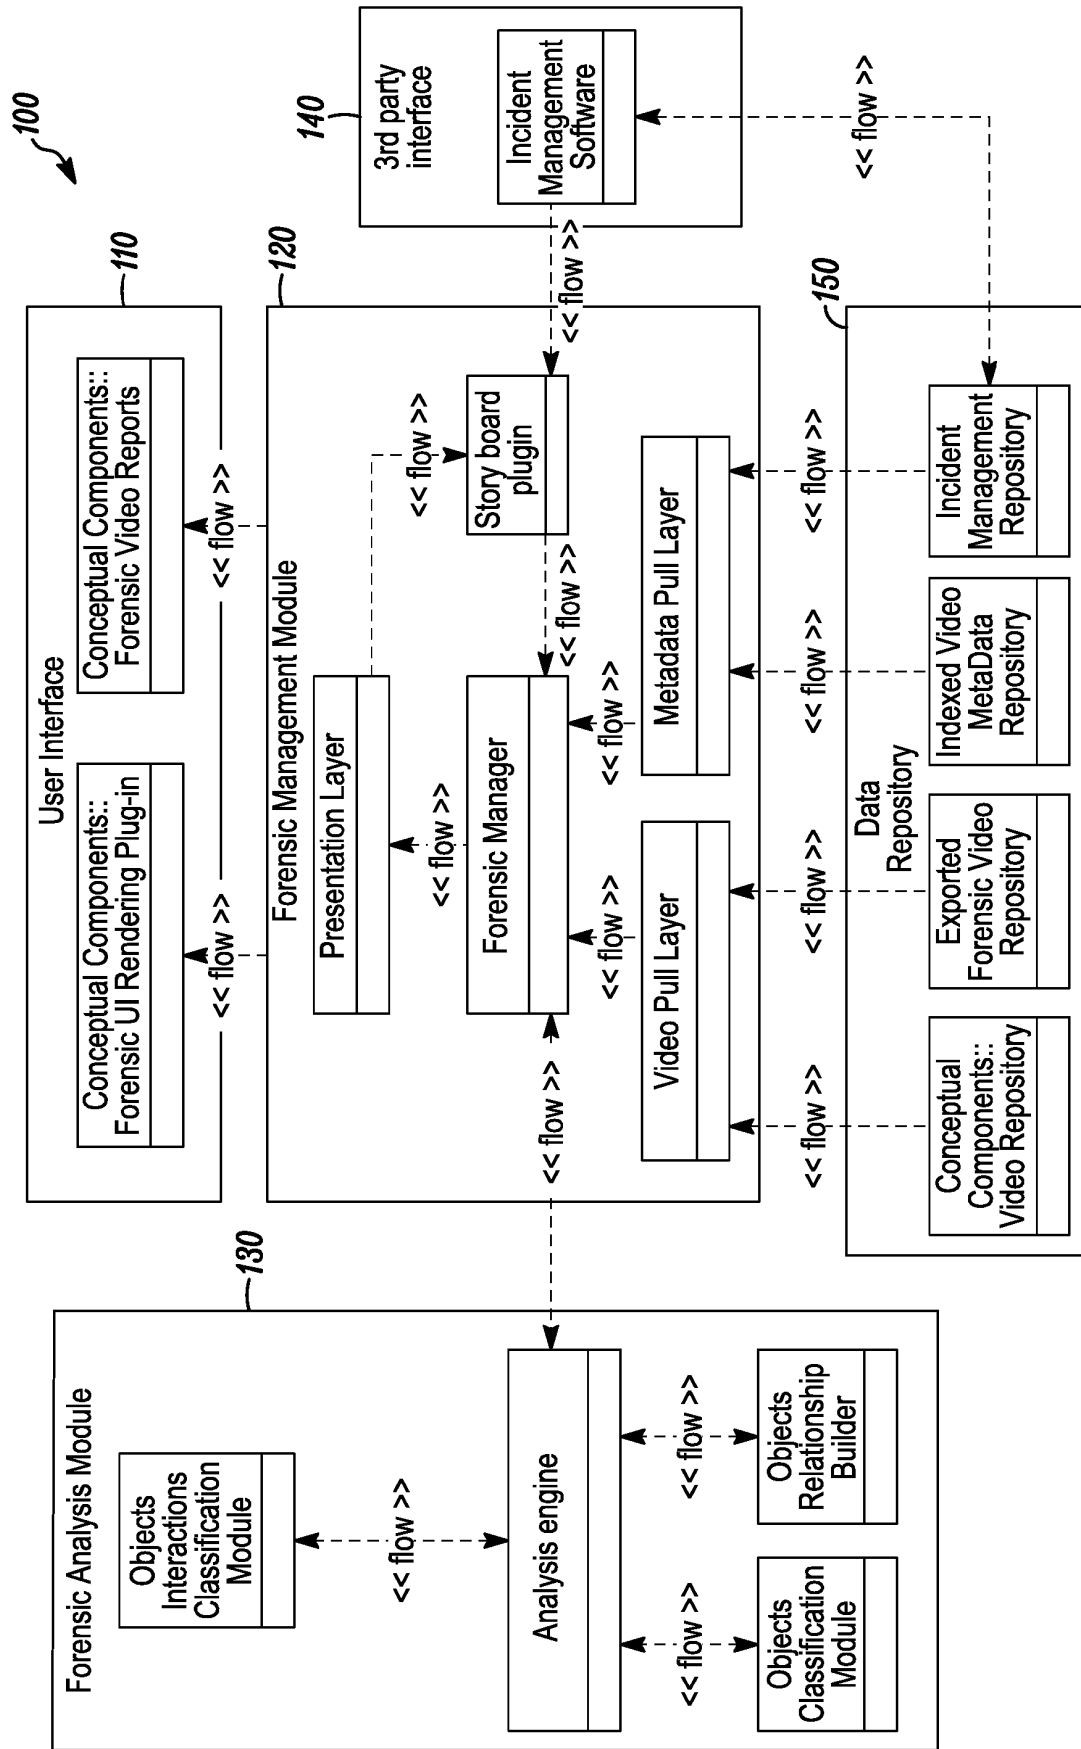 100
User Interface
110
Conceptual Components::
Forensic UI Rendering Plug-in
Conceptual Components::
Forensic Video Reports
<< flow >>
<< flow >>
Forensic Management Module
120
Presentation Layer
<< flow >>
<< flow >>
Forensic Manager
Story board
plugin
<< flow >>
<< flow >>
<< flow >>
<< flow >>
<< flow >>
Video Pull Layer
Metadata Pull Layer
Forensic Analysis Module
130
Objects
Interactions
Classification
Module
<< flow >>
Analysis engine
<< flow >>
<< flow >>
Objects
Classification
Module
Objects
Relationship
Builder
140
3rd party
interface
Incident
Management
Software
<< flow >>
<< flow >>
<< flow >>
<< flow >>
<< flow >>
150
Data
Repository
Conceptual
Components::
Video Repository
Exported
Forensic Video
Repository
Indexed Video
MetaData
Repository
Incident
Management
Repository